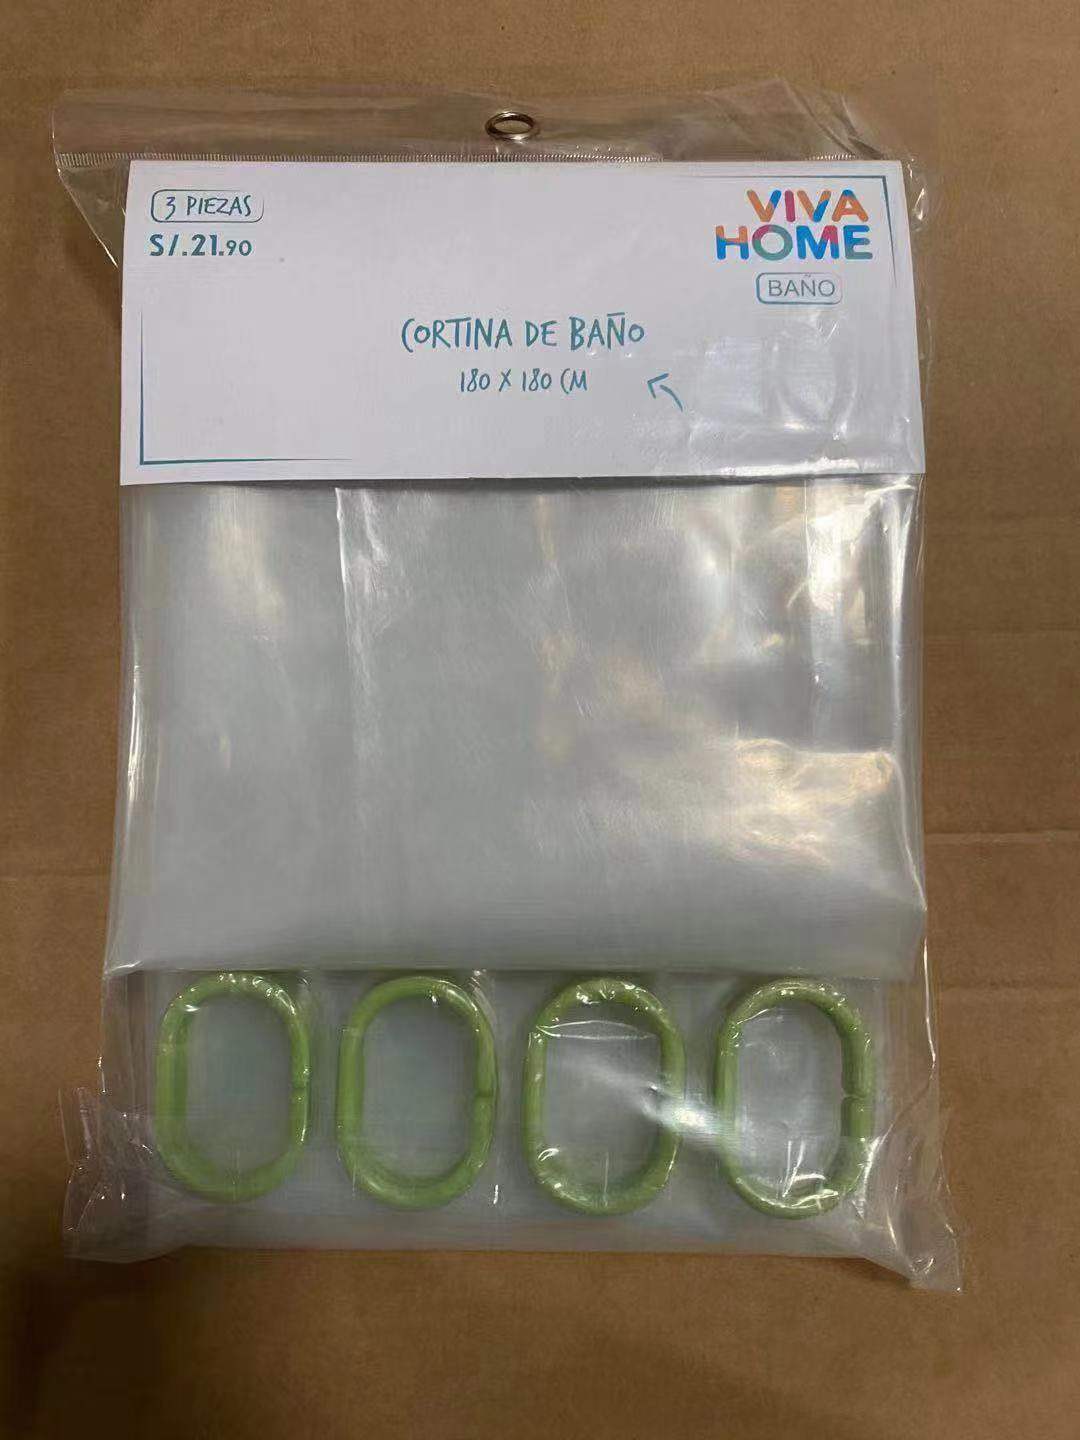 3 PIEZAS
S/.21.90
VIVA
HOME
BAÑO
CORTINA DE BAÑO
180 X 180 CM